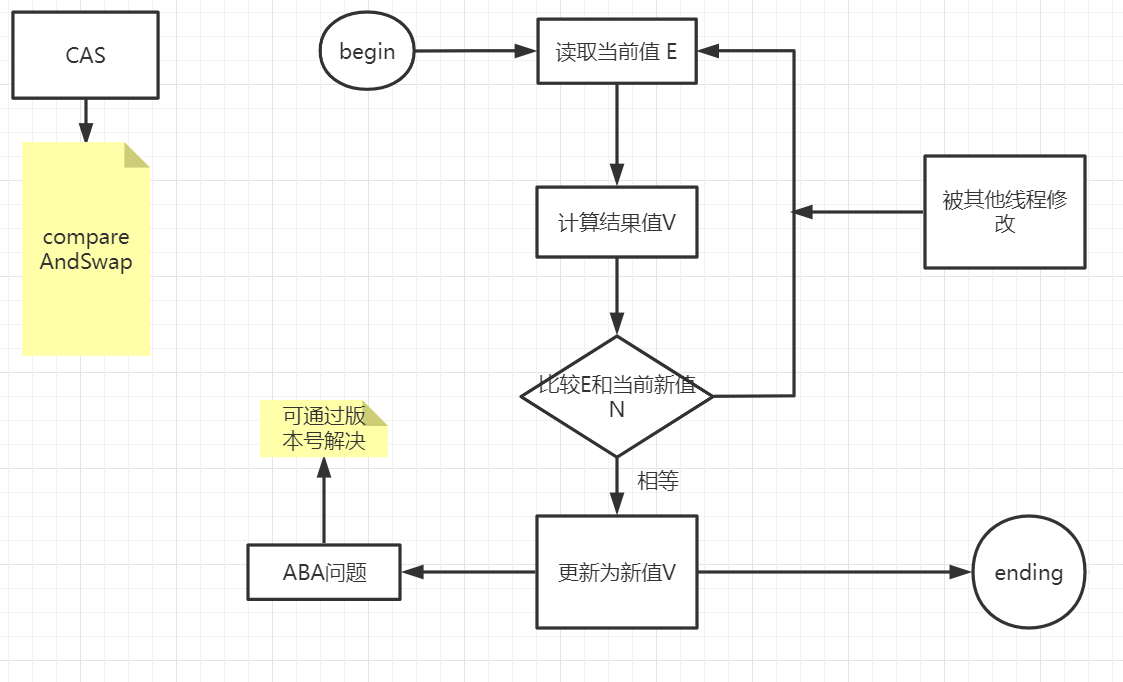 CAS
compare
AndSwap
begin
读取当前值 E
计算结果值V
被其他线程修
改
比较E和当前新值
N
相等
可通过版
本号解决
ABA问题
更新为新值V
ending